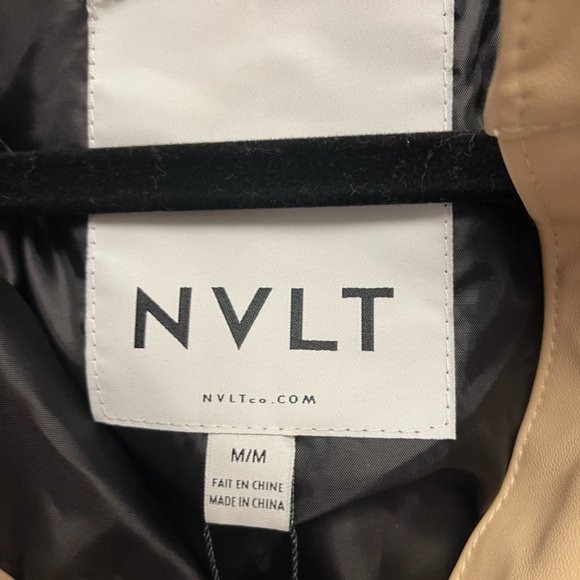 NVLT
NVLTco.COM
M/M
FAIT EN CHINE
MADE IN CHINA